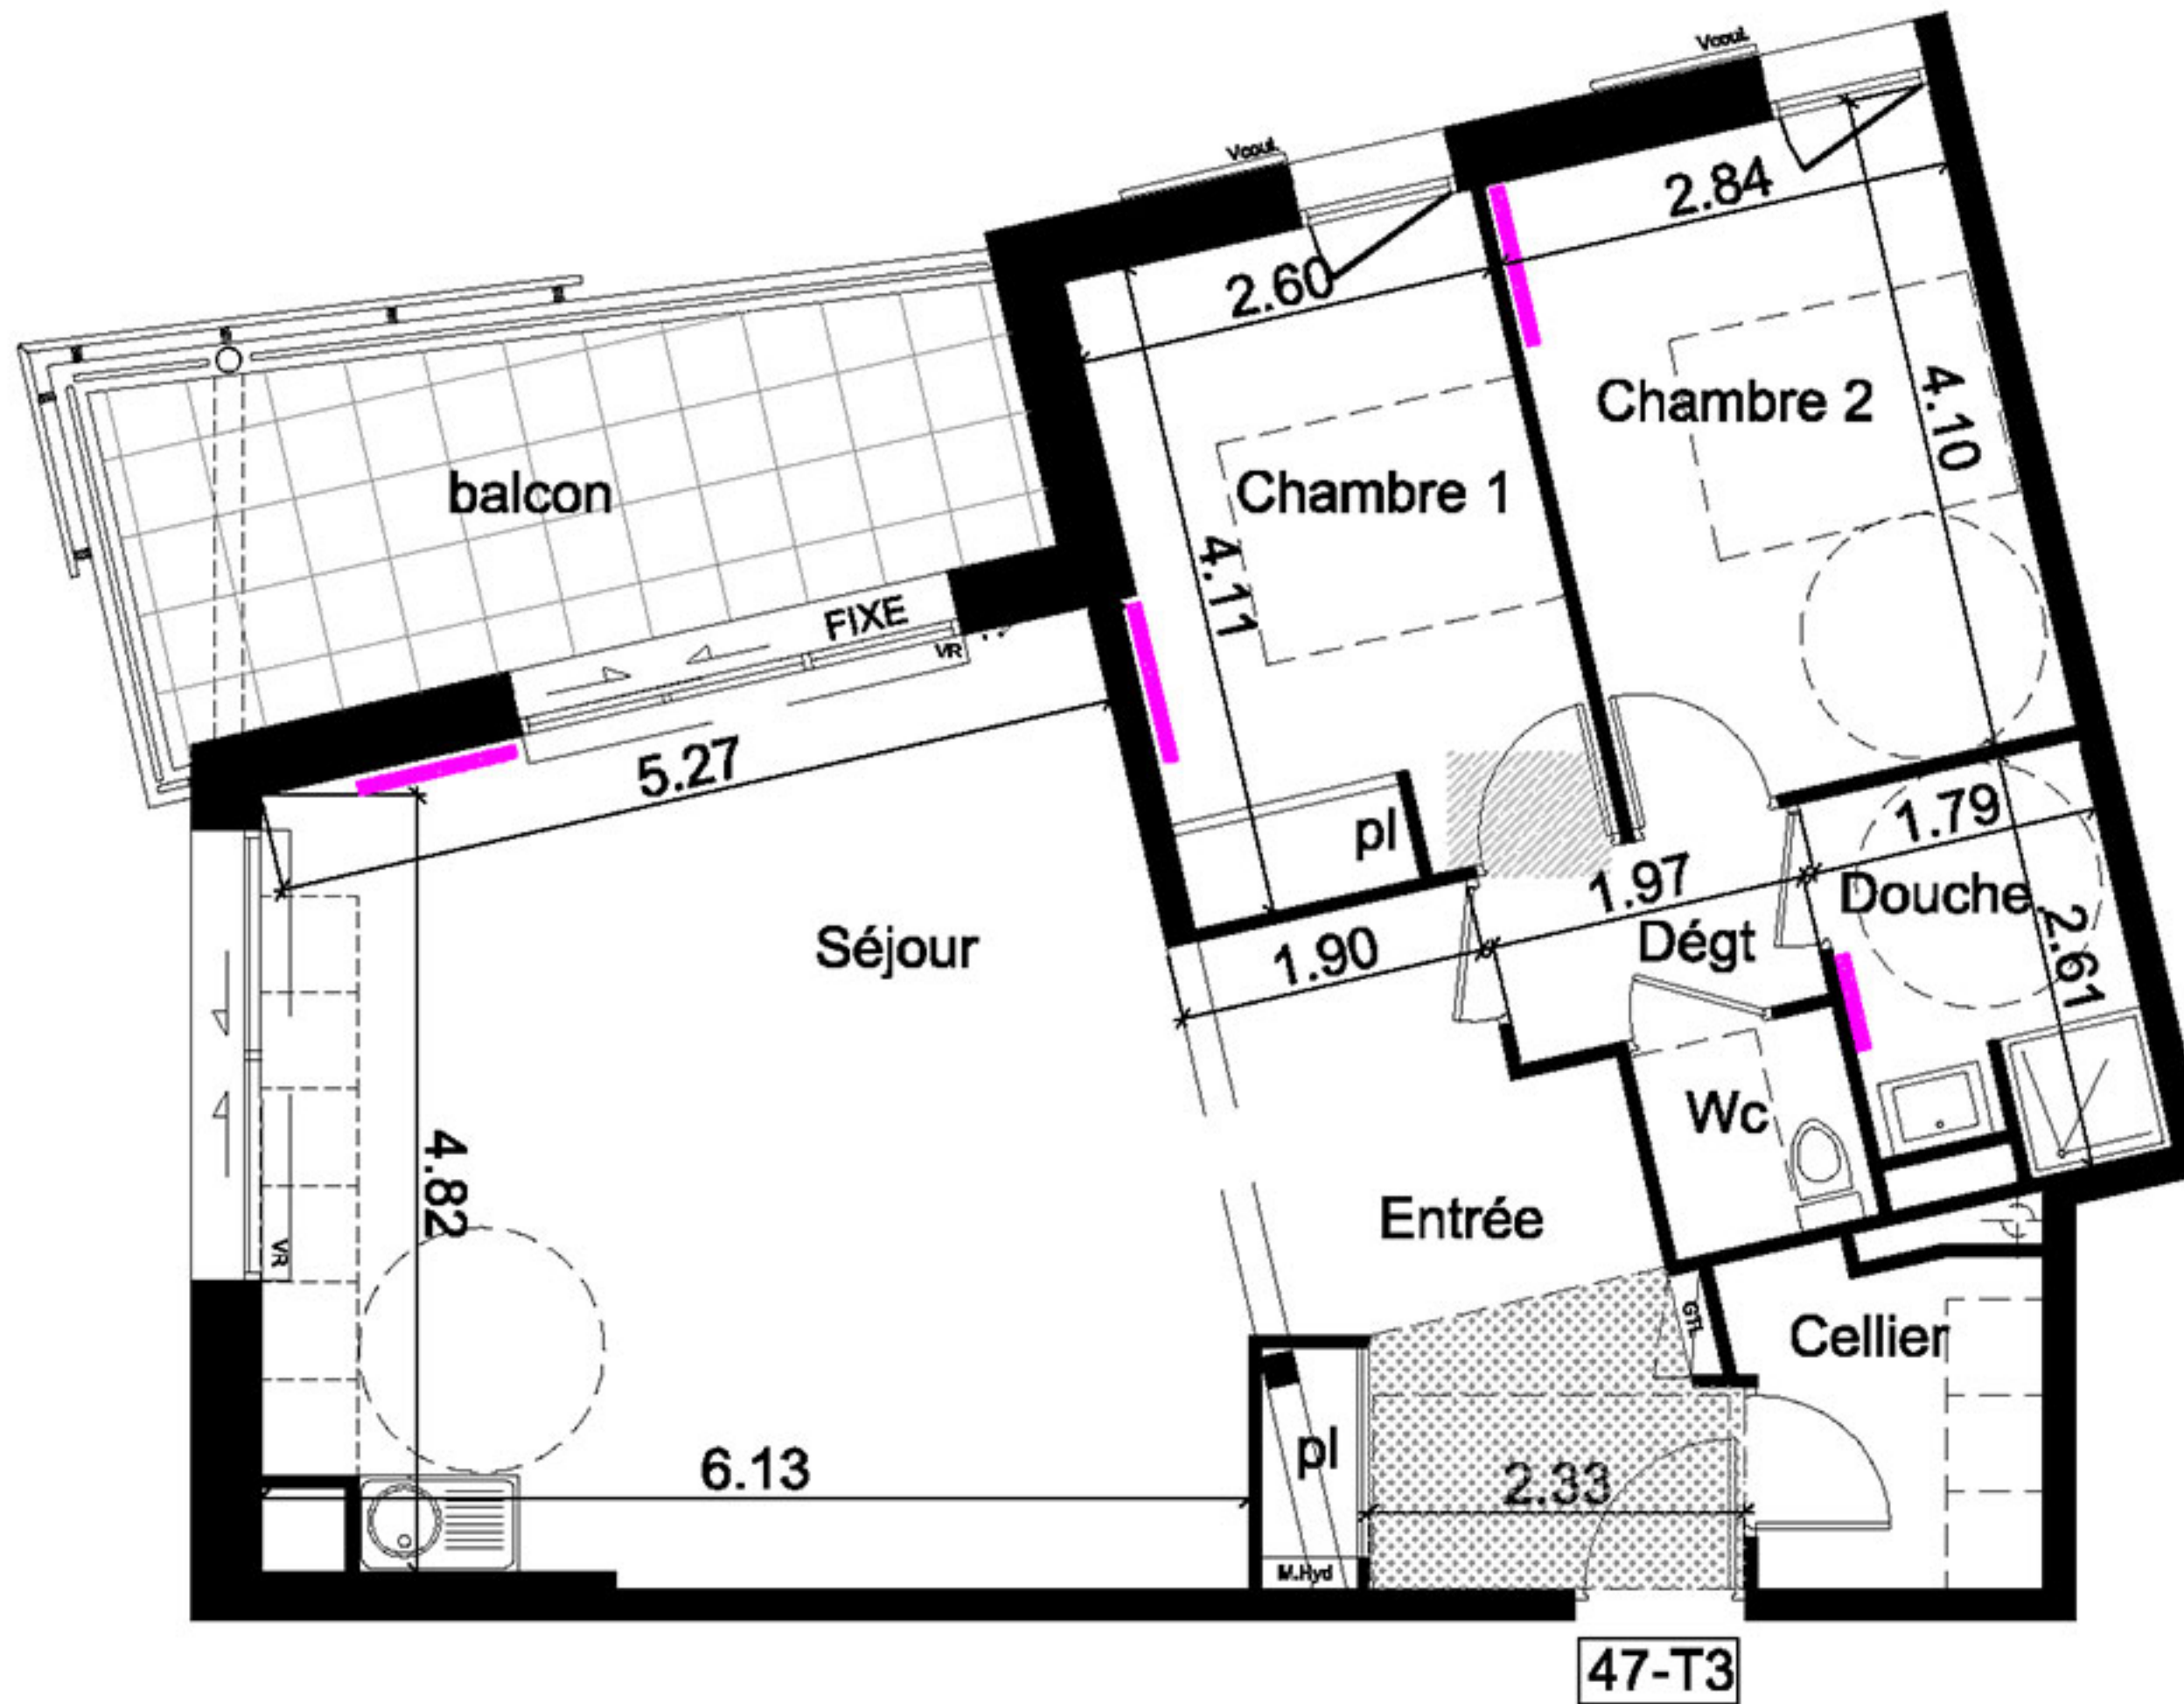 Vcoul.
Vcoul.
2.84
2.60
Chambre 2
4.10
balcon
Chambre 1
4.11
FIXE
VR
5.27
pl
1.79
1.97
Douche
Séjour
1.90
Dégt
2.61
Wc
4.82
Entrée
VR
GTL
Cellier
6.13
pl
2.33
M.Hyd
47-T3